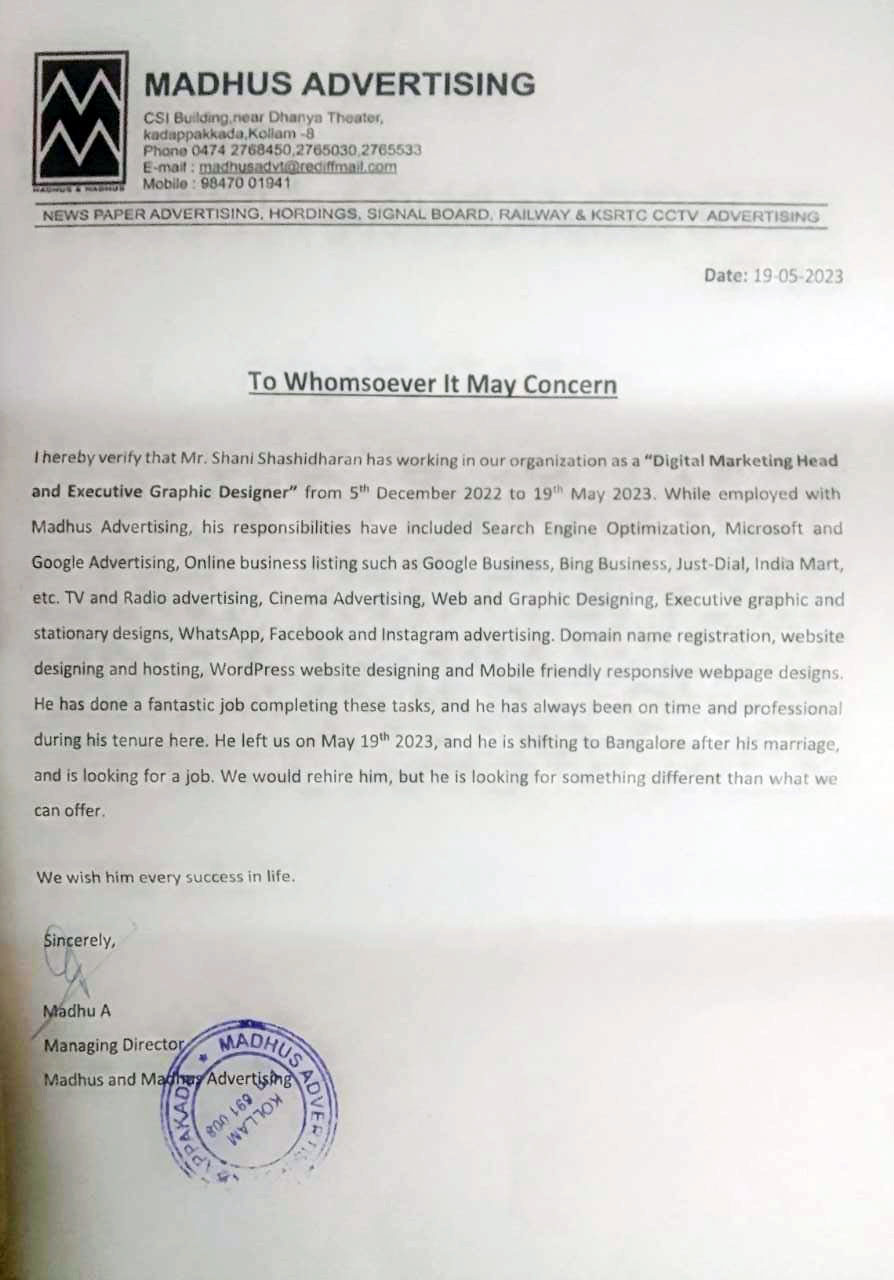 MADHUS ADVERTISING
CSI Building,near Dhanya Theater,
kadappakkada,Kollam -8
Phone 0474 2768450,2765030,2765533
E-mail : madhusadvt@rediffmail.com
Mobile : 98470 01941
MADHUS & MADHUS
NEWS PAPER ADVERTISING, HORDINGS, SIGNAL BOARD, RAILWAY & KSRTC CCTV ADVERTISING
Date: 19-05-2023
To Whomsoever It May Concern
I hereby verify that Mr. Shani Shashidharan has working in our organization as a “Digital Marketing Head
and Executive Graphic Designer” from 5th December 2022 to 19th May 2023. While employed with
Madhus Advertising, his responsibilities have included Search Engine Optimization, Microsoft and
Google Advertising, Online business listing such as Google Business, Bing Business, Just-Dial, India Mart,
etc. TV and Radio advertising, Cinema Advertising, Web and Graphic Designing, Executive graphic and
stationary designs, WhatsApp, Facebook and Instagram advertising. Domain name registration, website
designing and hosting, WordPress website designing and Mobile friendly responsive webpage designs.
He has done a fantastic job completing these tasks, and he has always been on time and professional
during his tenure here. He left us on May 19th 2023, and he is shifting to Bangalore after his marriage,
and is looking for a job. We would rehire him, but he is looking for something different than what we
can offer.
We wish him every success in life.
Sincerely,
Madhu A
Managing Director
Madhus and Madhus Advertising
MADHUS ADVERTIS
PPAKADA
KOLLAM
691 008